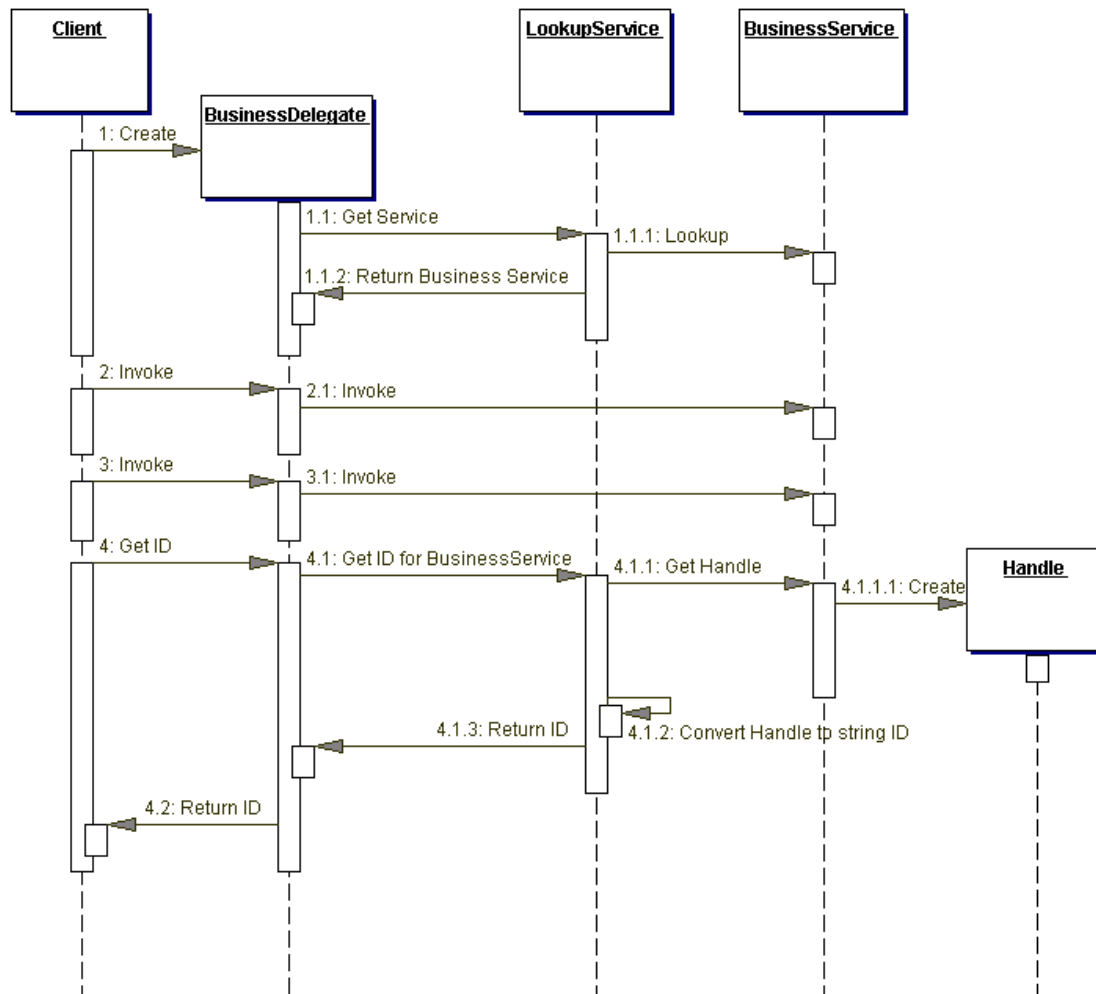 Client
LookupService
BusinessService
BusinessDelegate
1: Create
1.1: Get Service
1.1.1: Lookup
1.1.2: Return Business Service
2: Invoke
2.1: Invoke
3: Invoke
3.1: Invoke
4: Get ID
4.1: Get ID for BusinessService
4.1.1: Get Handle
Handle
4.1.1.1: Create
4.1.3: Return ID
4.1.2: Convert Handle to string ID
4.2: Return ID